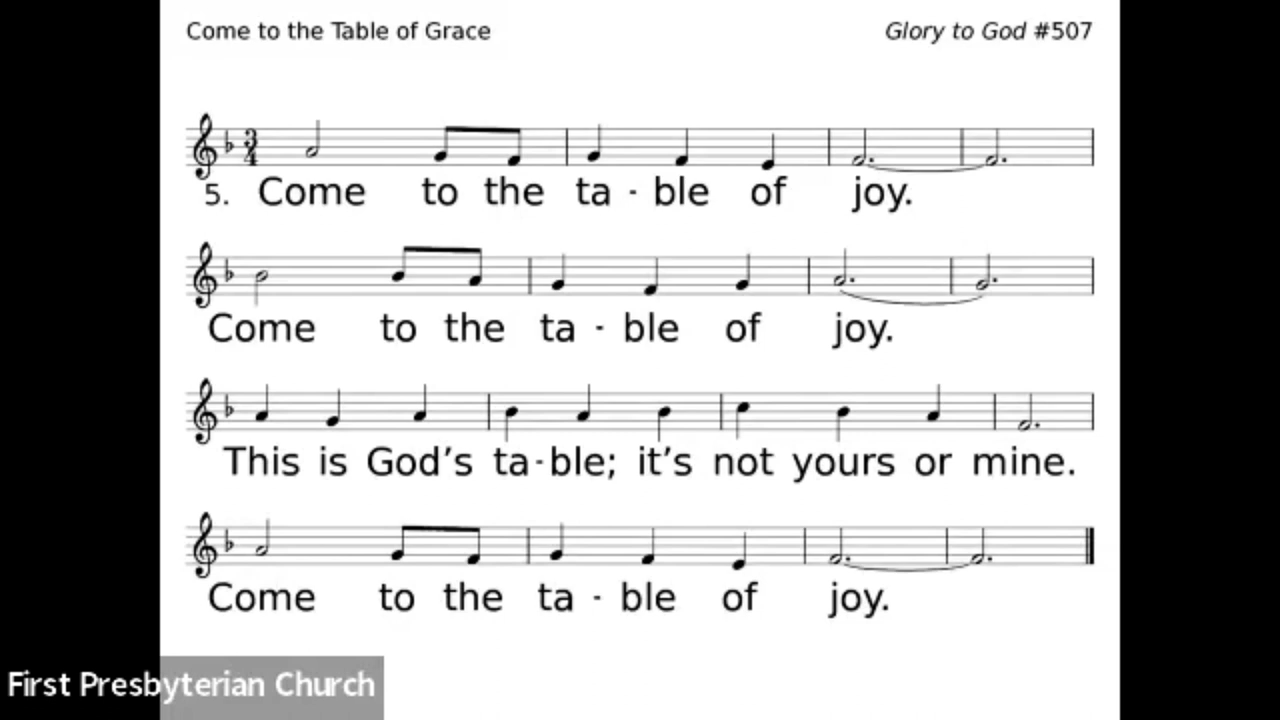 Come to the Table of Grace
Glory to God #507
5. Come to the ta - ble of joy.
Come to the ta - ble of joy.
This is God’s ta-ble; it’s not yours or mine.
Come to the ta - ble of joy.
First Presbyterian Church